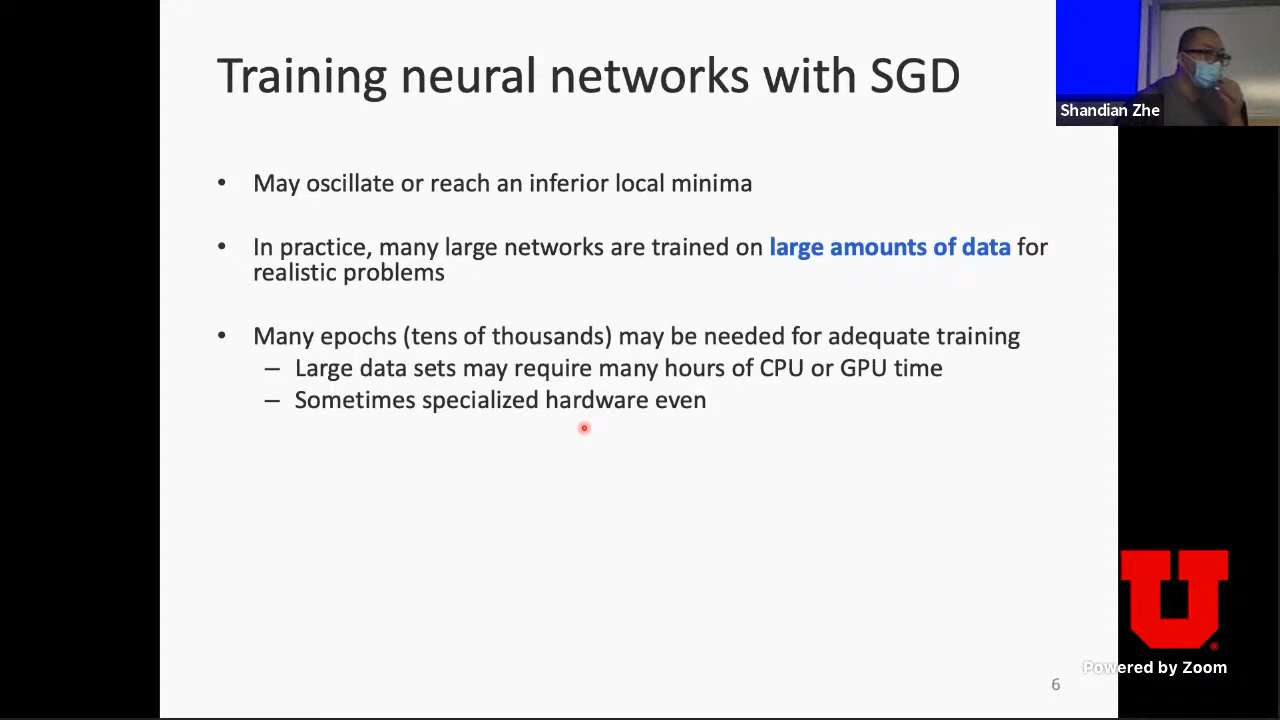 Training neural networks with SGD
Shandian Zhe
• May oscillate or reach an inferior local minima
• In practice, many large networks are trained on large amounts of data for
realistic problems
• Many epochs (tens of thousands) may be needed for adequate training
– Large data sets may require many hours of CPU or GPU time
– Sometimes specialized hardware even
U
Powered by Zoom
6